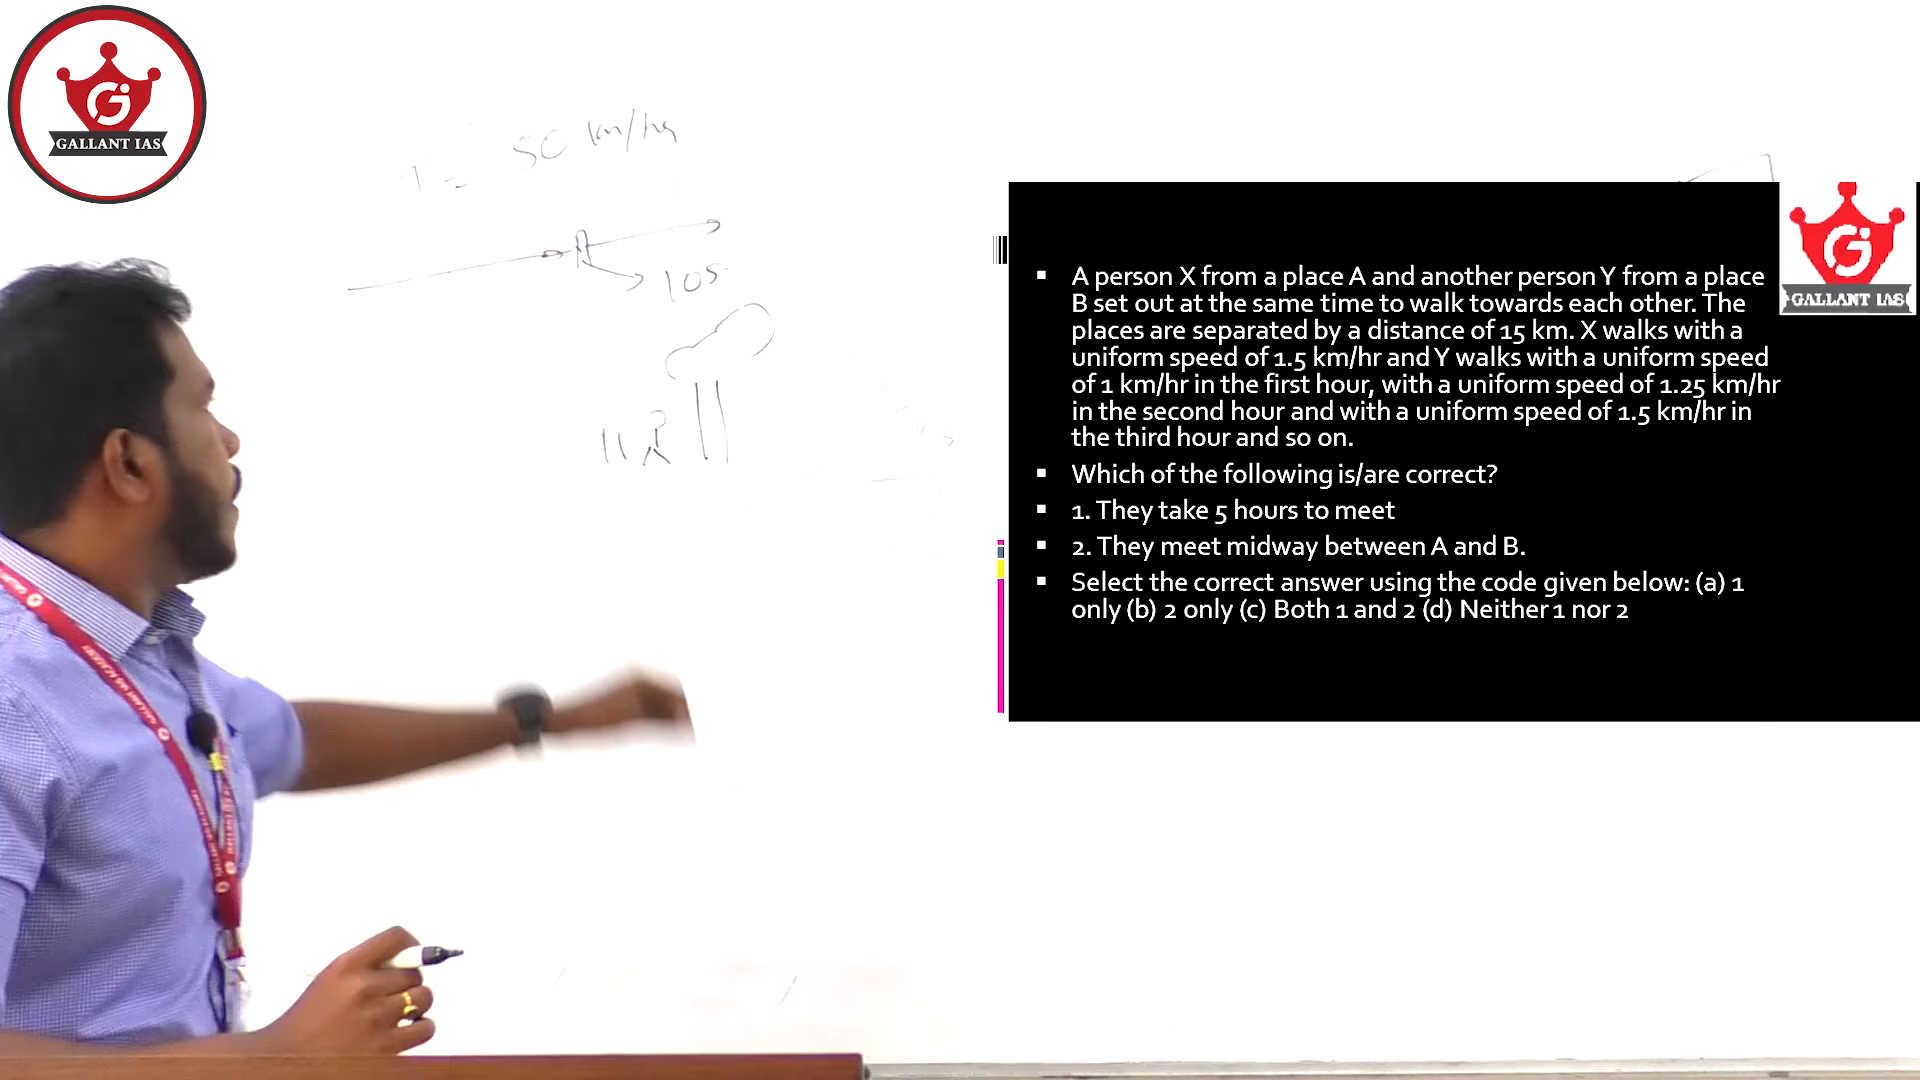 GALLANT IAS
50 km/hr
A
105
GALLANT IAS
A person X from a place A and another person Y from a place
B set out at the same time to walk towards each other. The
places are separated by a distance of 15 km. X walks with a
uniform speed of 1.5 km/hr and Y walks with a uniform speed
of 1 km/hr in the first hour, with a uniform speed of 1.25 km/hr
in the second hour and with a uniform speed of 1.5 km/hr in
the third hour and so on.
Which of the following is/are correct?
1. They take 5 hours to meet
2. They meet midway between A and B.
Select the correct answer using the code given below: (a) 1
only (b) 2 only (c) Both 1 and 2 (d) Neither 1 nor 2